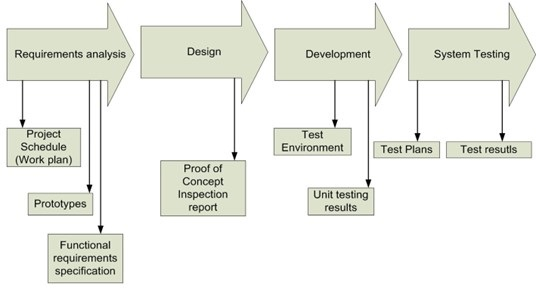 Requirements analysis
Design
Development
System Testing
Project
Schedule
(Work plan)
Prototypes
Functional
requirements
specification
Proof of
Concept
Inspection
report
Test
Environment
Unit testing
results
Test Plans
Test resutls